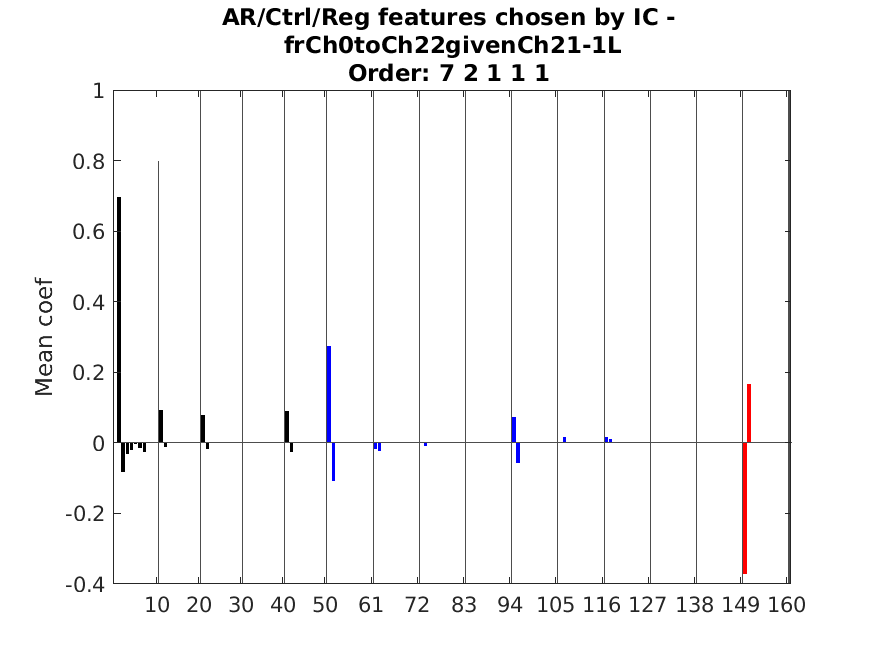 AR/Ctrl/Reg features chosen by IC -
frCh0toCh22givenCh21-1L
Order: 7 2 1 1 1
1
0.8
0.6
0.4
0.2
0
-0.2
-0.4
Mean coef
10 20 30 40 50 61 72 83 94 105 116 127 138 149 160